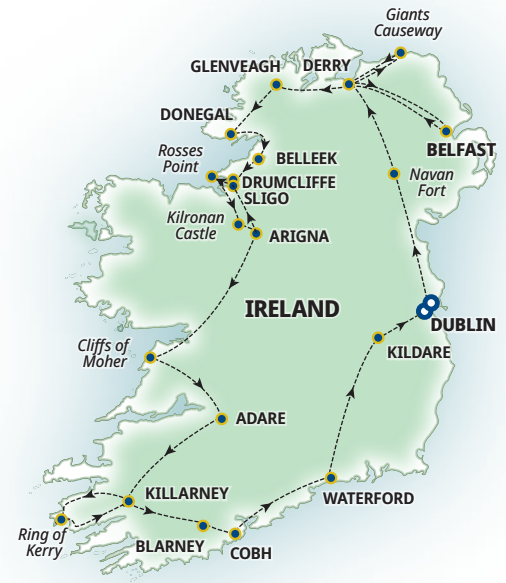 Giants
Causeway
GLENVEAGH
DERRY
DONEGAL
BELFAST
Rosses
Point
BELLEEK
Navan
Fort
DRUMCLIFFE
SLIGO
Kilronan
Castle
ARIGNA
IRELAND
DUBLIN
Cliffs of
Moher
KILDARE
ADARE
KILLARNEY
WATERFORD
Ring of
Kerry
BLARNEY
COBH